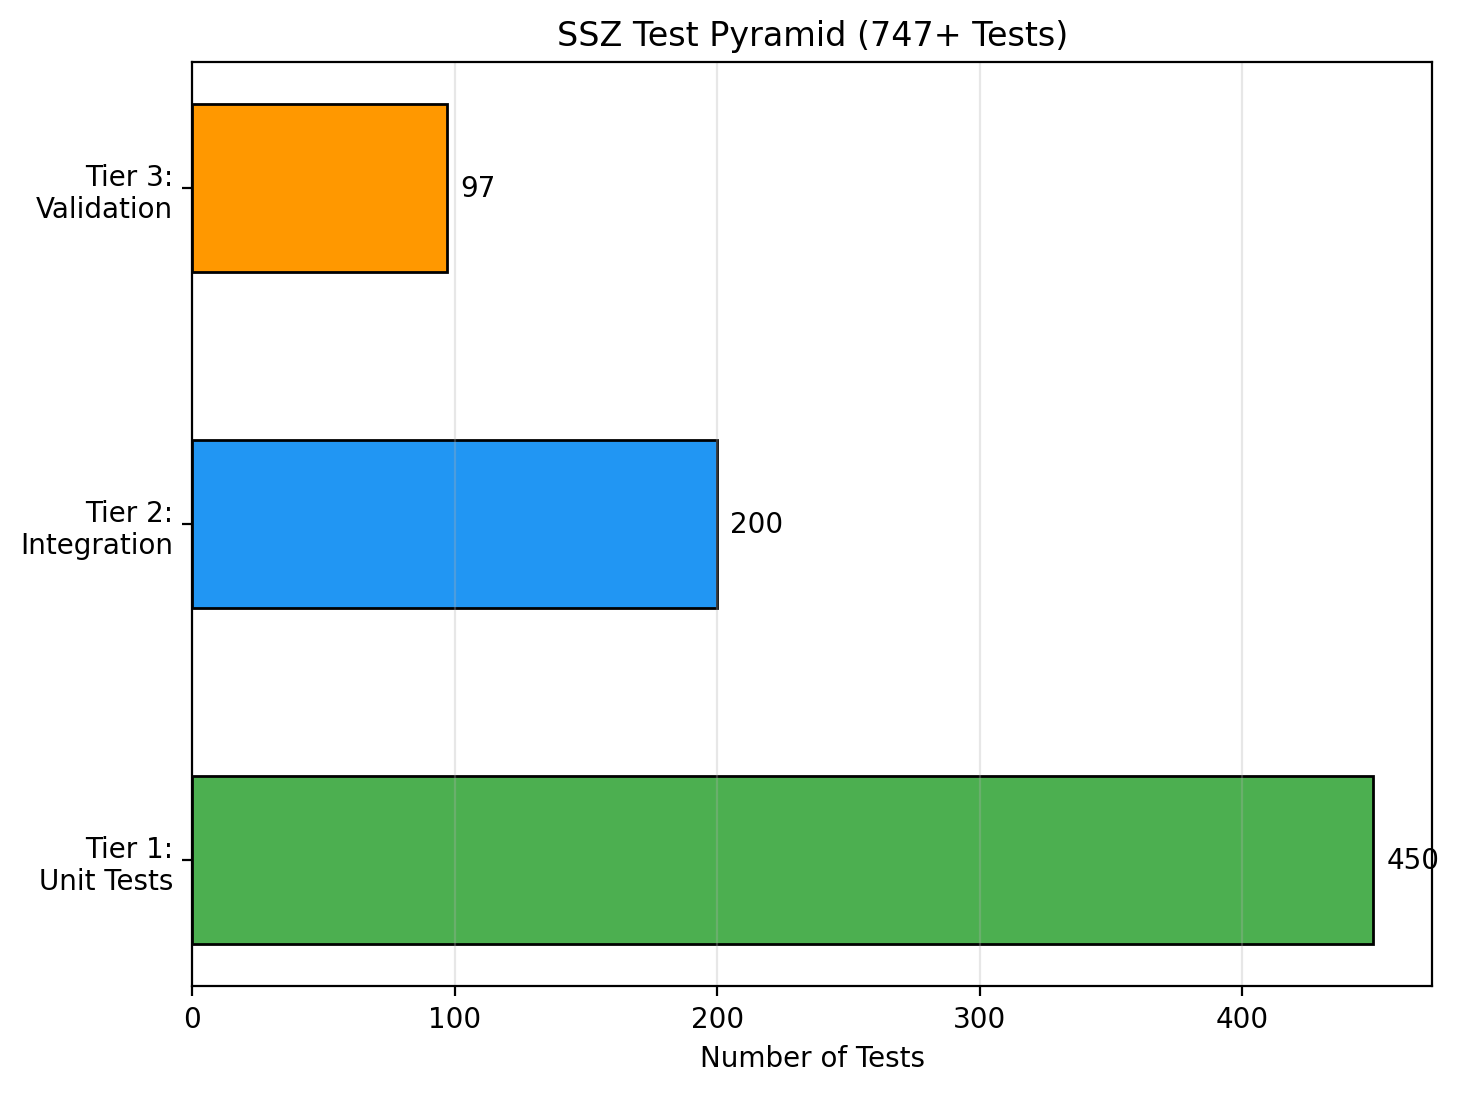 SSZ Test Pyramid (747+ Tests)
Tier 3:
Validation
97
Tier 2:
Integration
200
Tier 1:
Unit Tests
450
0 100 200 300 400
Number of Tests